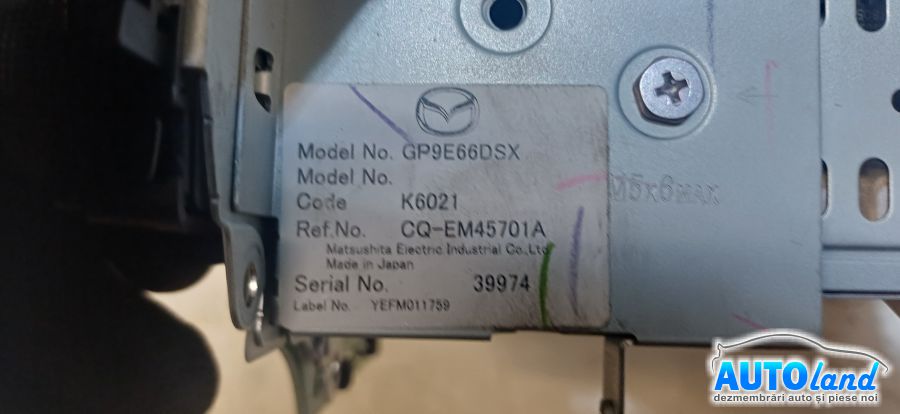 Model No. GP9E66DSX
Model No.
Code K6021
Ref.No. CQ-EM45701A
Matsushita Electric Industrial Co.,Ltd
Made in Japan
Serial No. 39974
Label No. YEFM011759
M5x6MAX
AUTOland
dezmembrări auto și piese noi